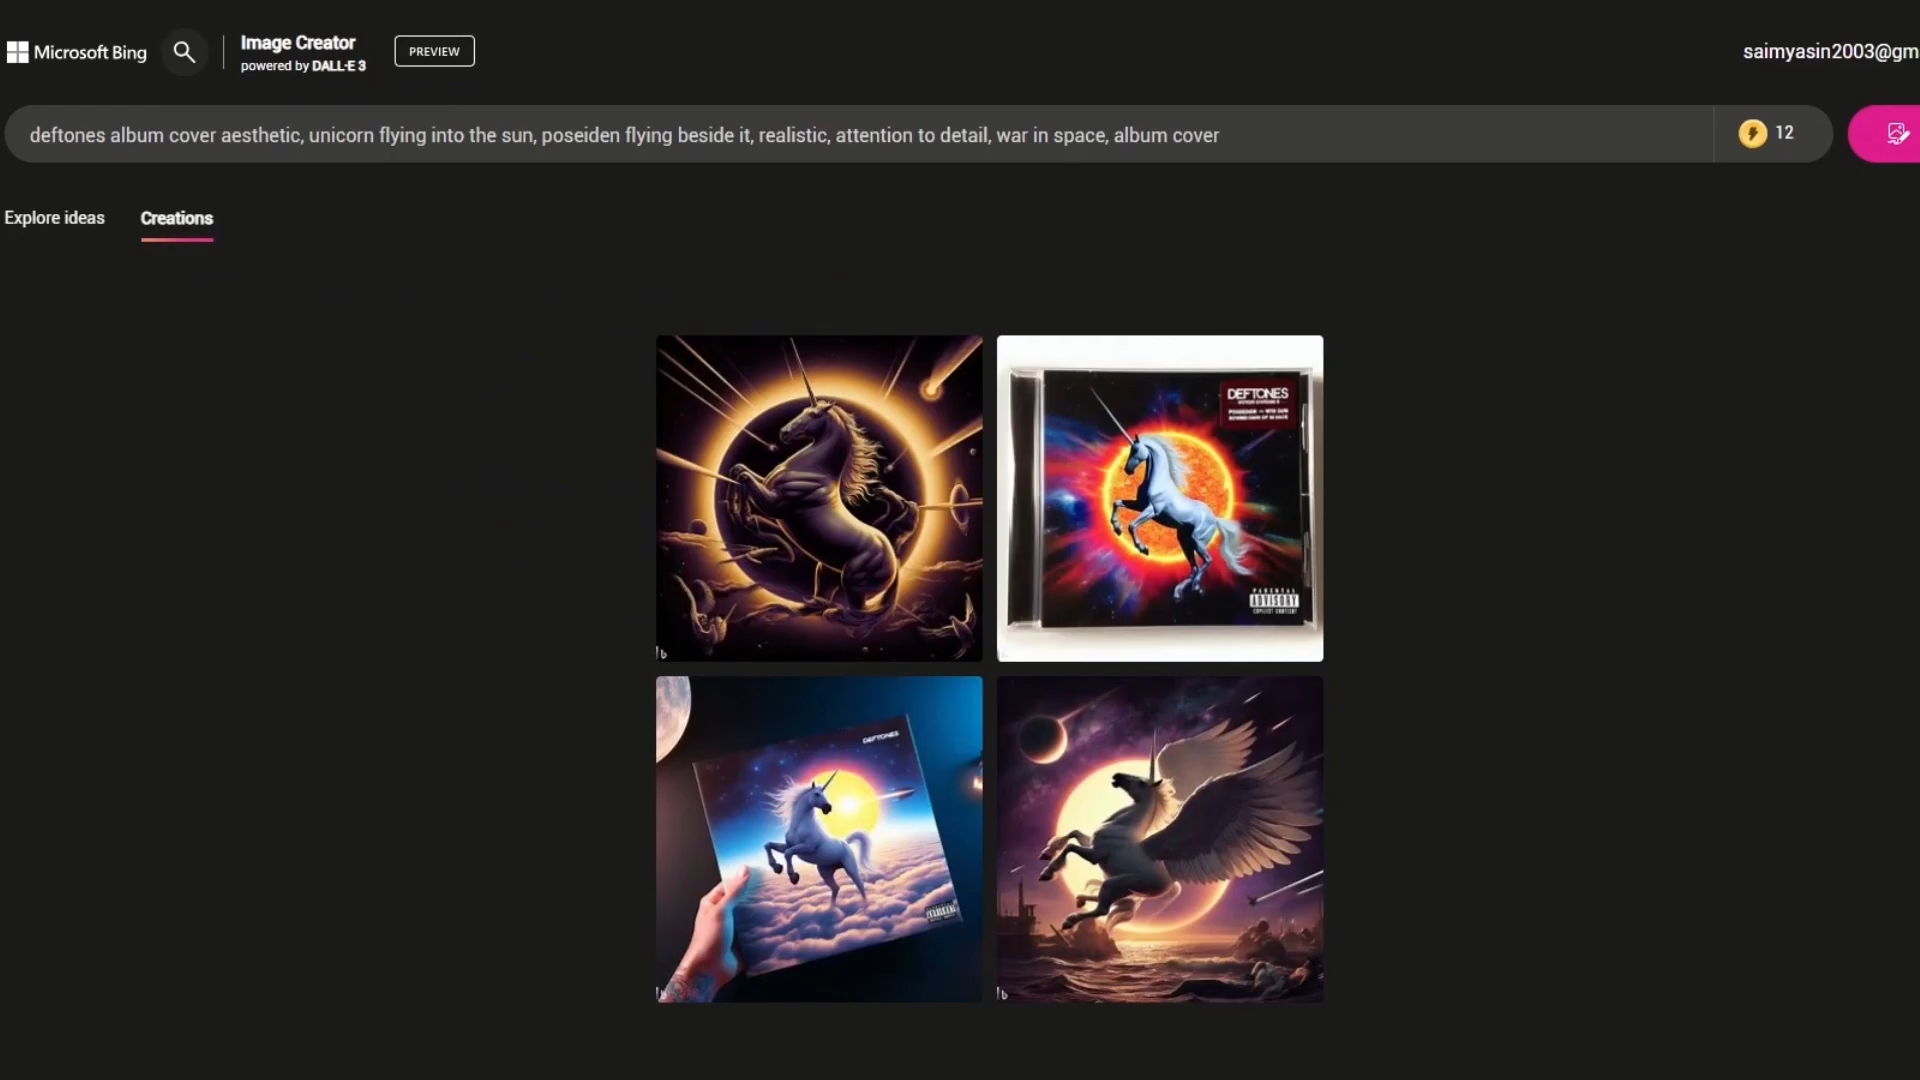 Microsoft Bing
Image Creator
powered by DALL·E 3
PREVIEW
saimyasin2003@gm
deftones album cover aesthetic, unicorn flying into the sun, poseiden flying beside it, realistic, attention to detail, war in space, album cover
12
Explore ideas
Creations
DEFTONES
PARENTAL
ADVISORY
EXPLICIT CONTENT
DEFTONES